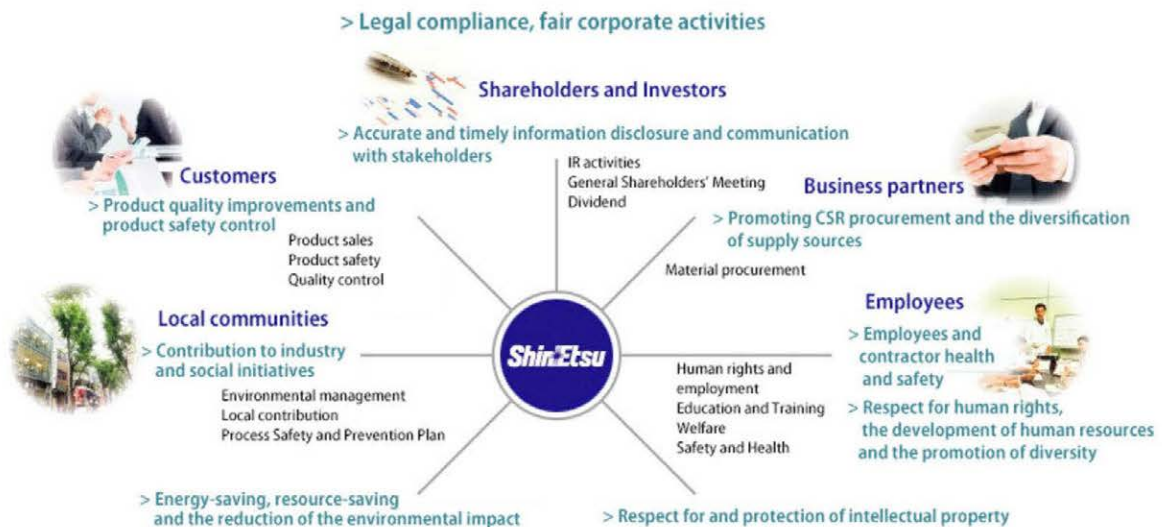 > Legal compliance, fair corporate activities
Shareholders and Investors
> Accurate and timely information disclosure and communication
with stakeholders
IR activities
General Shareholders' Meeting
Dividend
Customers
> Product quality improvements and
product safety control
Product sales
Product safety
Quality control
Business partners
> Promoting CSR procurement and the diversification
of supply sources
Material procurement
Local communities
> Contribution to industry
and social initiatives
Environmental management
Local contribution
Process Safety and Prevention Plan
ShinEtsu
Employees
> Employees and
contractor health
and safety
> Respect for human rights,
the development of human resources
and the promotion of diversity
Human rights and
employment
Education and Training
Welfare
Safety and Health
> Energy-saving, resource-saving
and the reduction of the environmental impact
> Respect for and protection of intellectual property